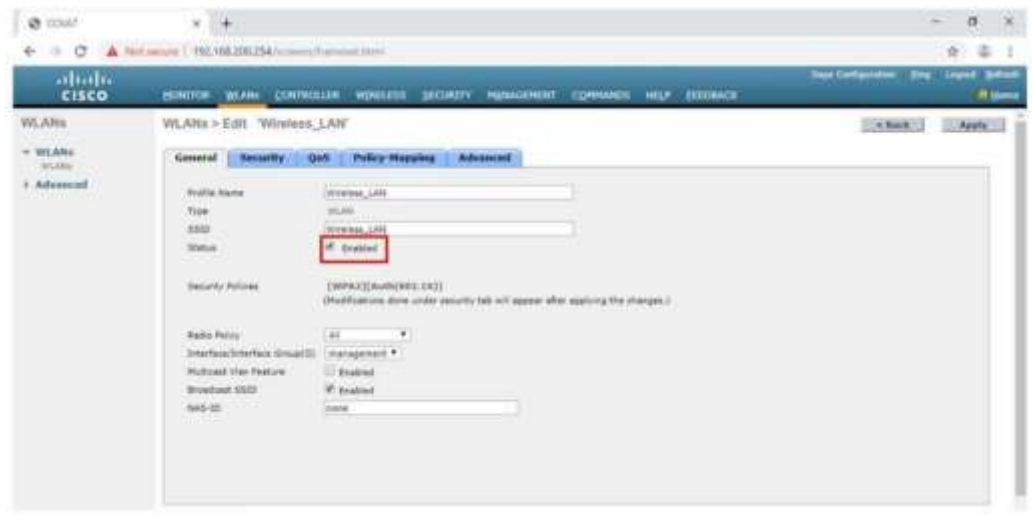 CCNA7
Not secure | 192.168.200.254/screens/frameset.html
Save Configuration Ping Logout Refresh
CISCO
MONITOR WLANs CONTROLLER WIRELESS SECURITY MANAGEMENT COMMANDS HELP FEEDBACK
Home
WLANs
WLANs > Edit 'Wireless_LAN'
< Back
Apply
WLANs
WLANs
Advanced
General Security QoS Policy-Mapping Advanced
Profile Name Wireless_LAN
Type WLAN
SSID Wireless_LAN
Status Enabled
Security Policies [WPA2][Auth(802.1X)]
(Modifications done under security tab will appear after applying the changes.)
Radio Policy All
Interface/Interface Group(G) management
Multicast Vlan Feature Enabled
Broadcast SSID Enabled
NAS-ID none